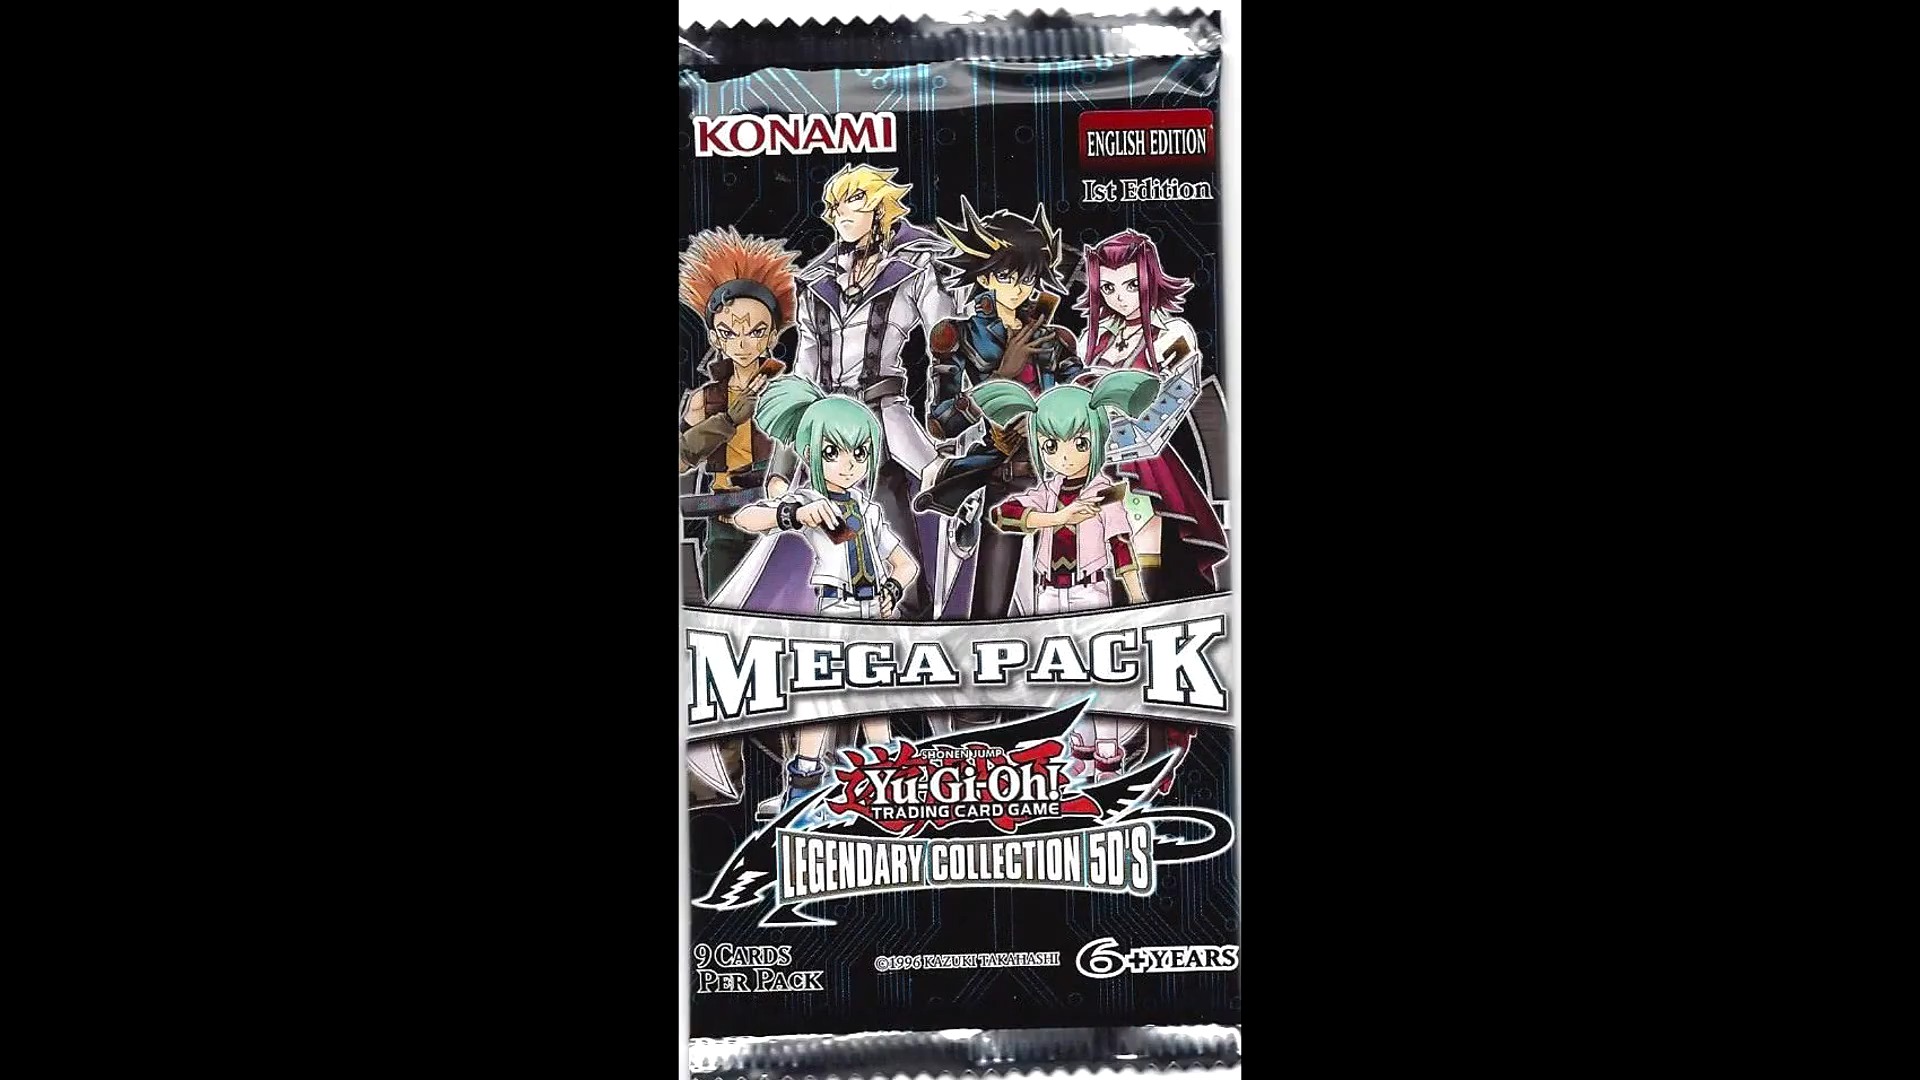 KONAMI
ENGLISH EDITION
1st Edition
MEGA PACK
SHONEN JUMP
Yu-Gi-Oh!
TRADING CARD GAME
LEGENDARY COLLECTION 5D'S
9 CARDS
PER PACK
©1996 KAZUKI TAKAHASHI
6+YEARS